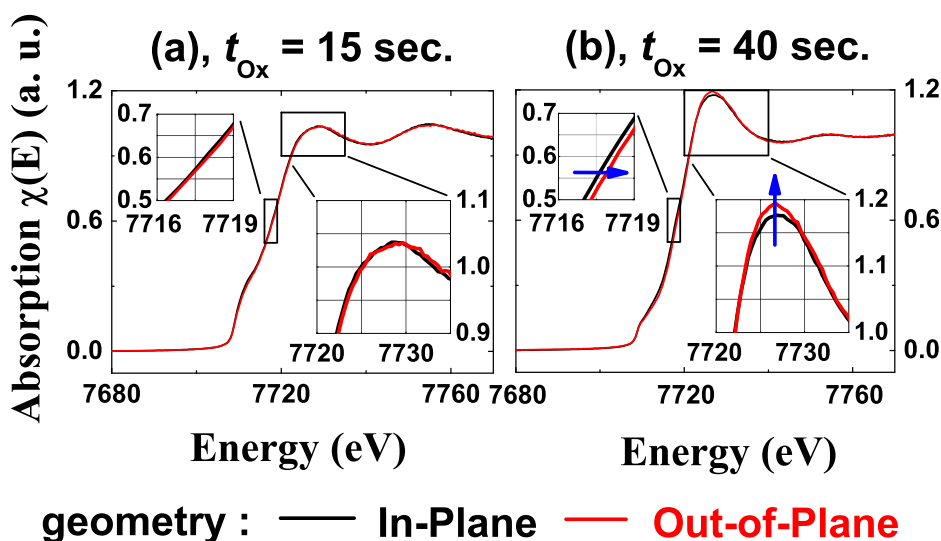 (a), tOx = 15 sec.
(b), tOx = 40 sec.
Absorption χ(E) (a. u.)
1.2
0.6
0.0
0.7
0.6
0.5
7716 7719
1.1
1.0
0.9
7720 7730
7680 7720 7760
Energy (eV)
0.7
0.6
0.5
7716 7719
1.2
1.1
1.0
7720 7730
1.2
0.6
0.0
7680 7720 7760
Energy (eV)
geometry : In-Plane Out-of-Plane